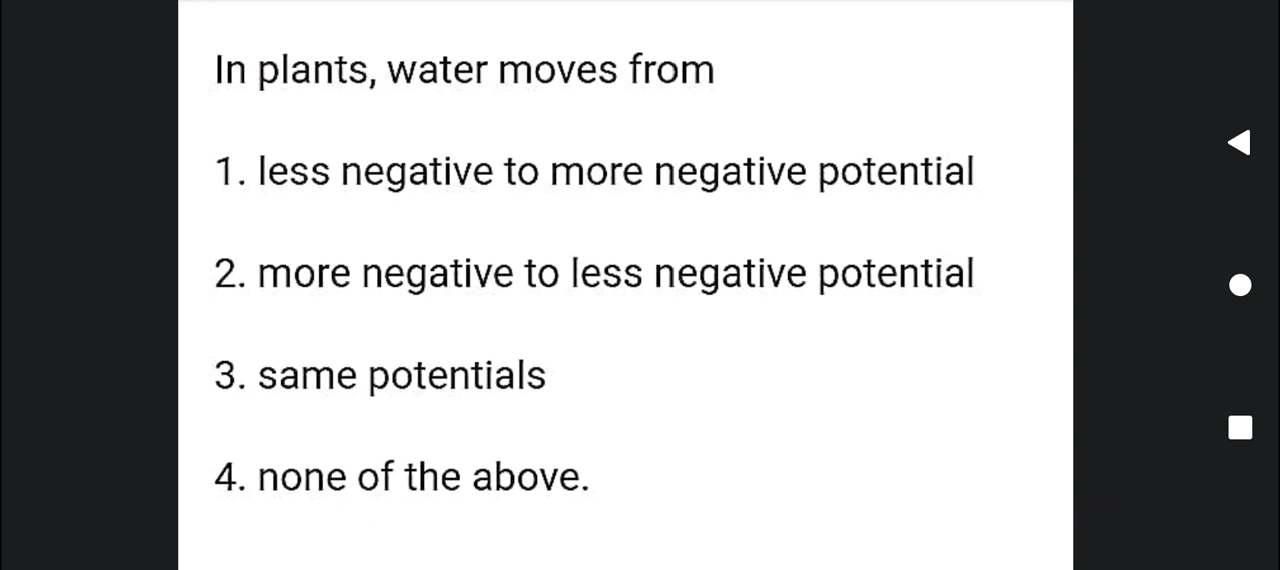 In plants, water moves from
1. less negative to more negative potential
2. more negative to less negative potential
3. same potentials
4. none of the above.